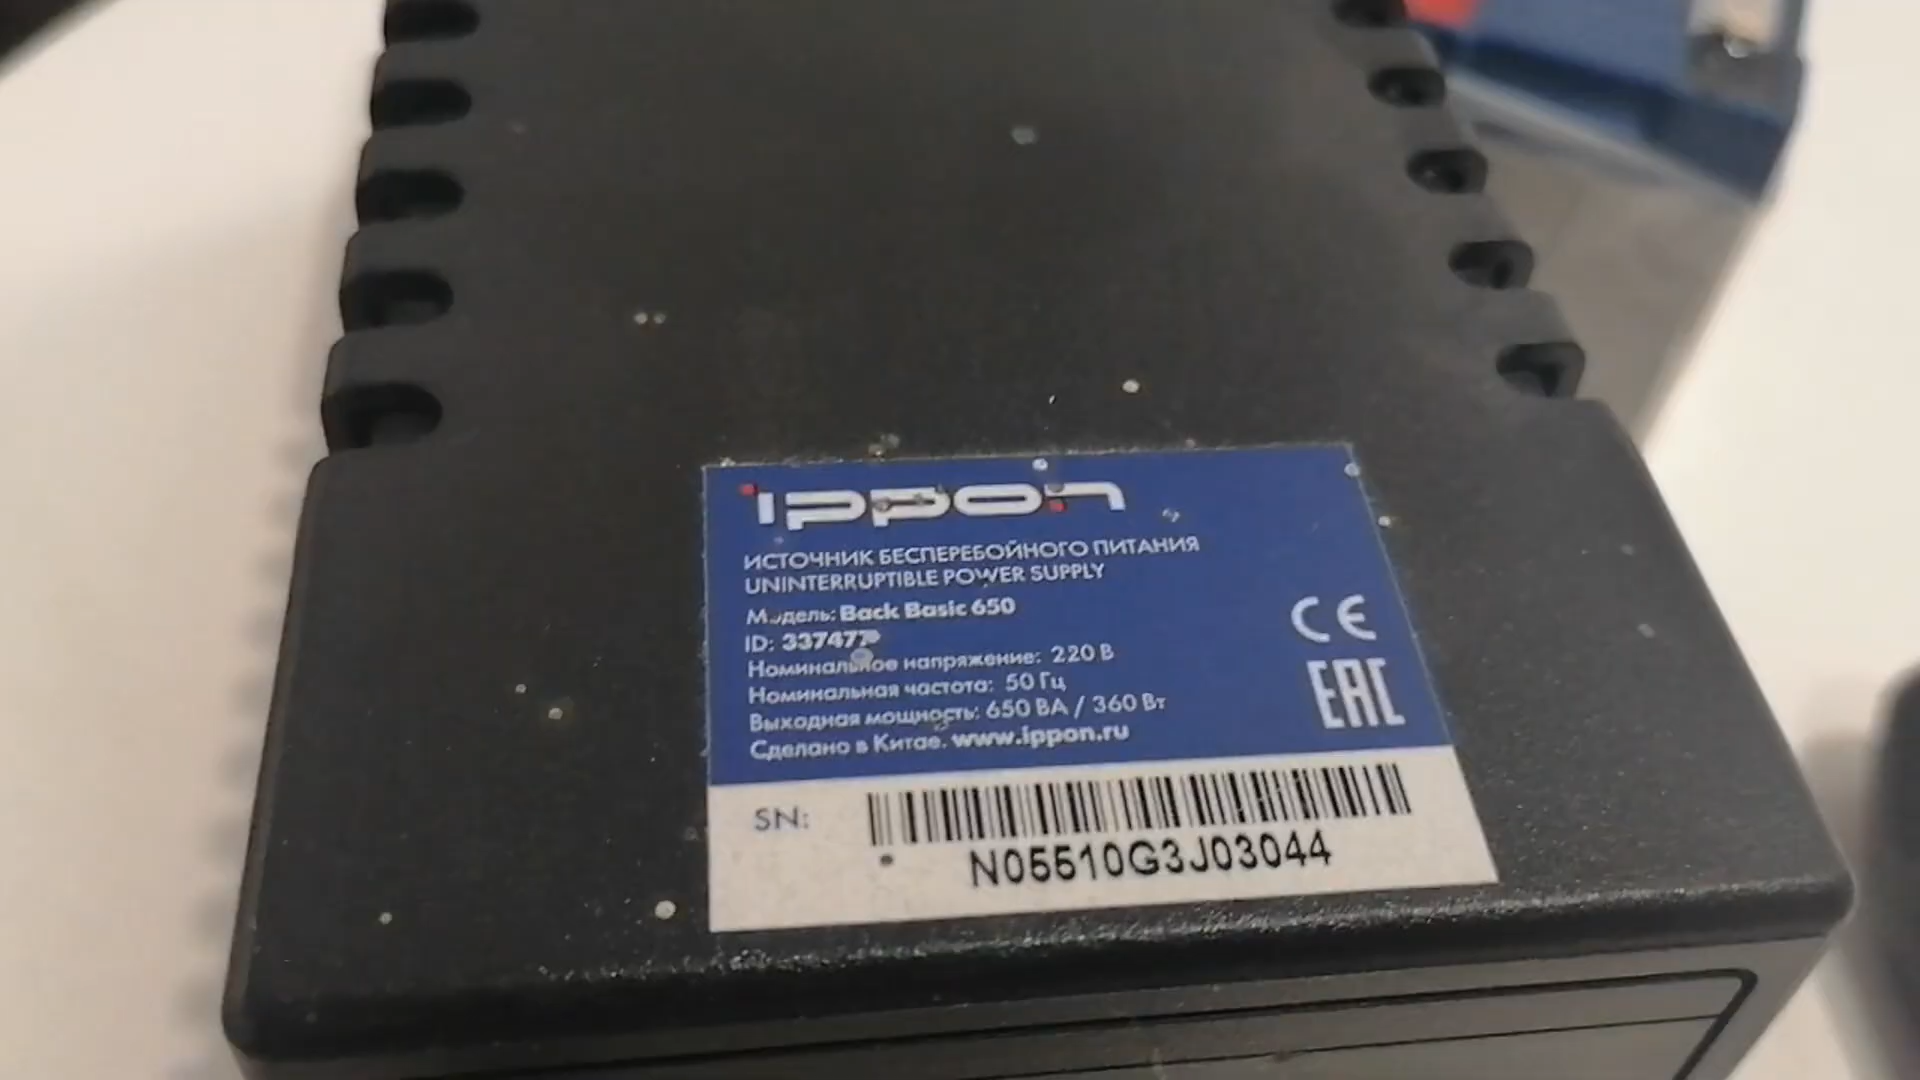 ippon
ИСТОЧНИК БЕСПЕРЕБОЙНОГО ПИТАНИЯ
UNINTERRUPTIBLE POWER SUPPLY
Модель: Back Basic 650
ID:
Номинальное напряжение: 220 В
Номинальная частота: 50 Гц
Выходная мощность: 650 ВА / 360 Вт
Сделано в Китае. www.ippon.ru
CE
EAC
SN:
N05510G3J03044